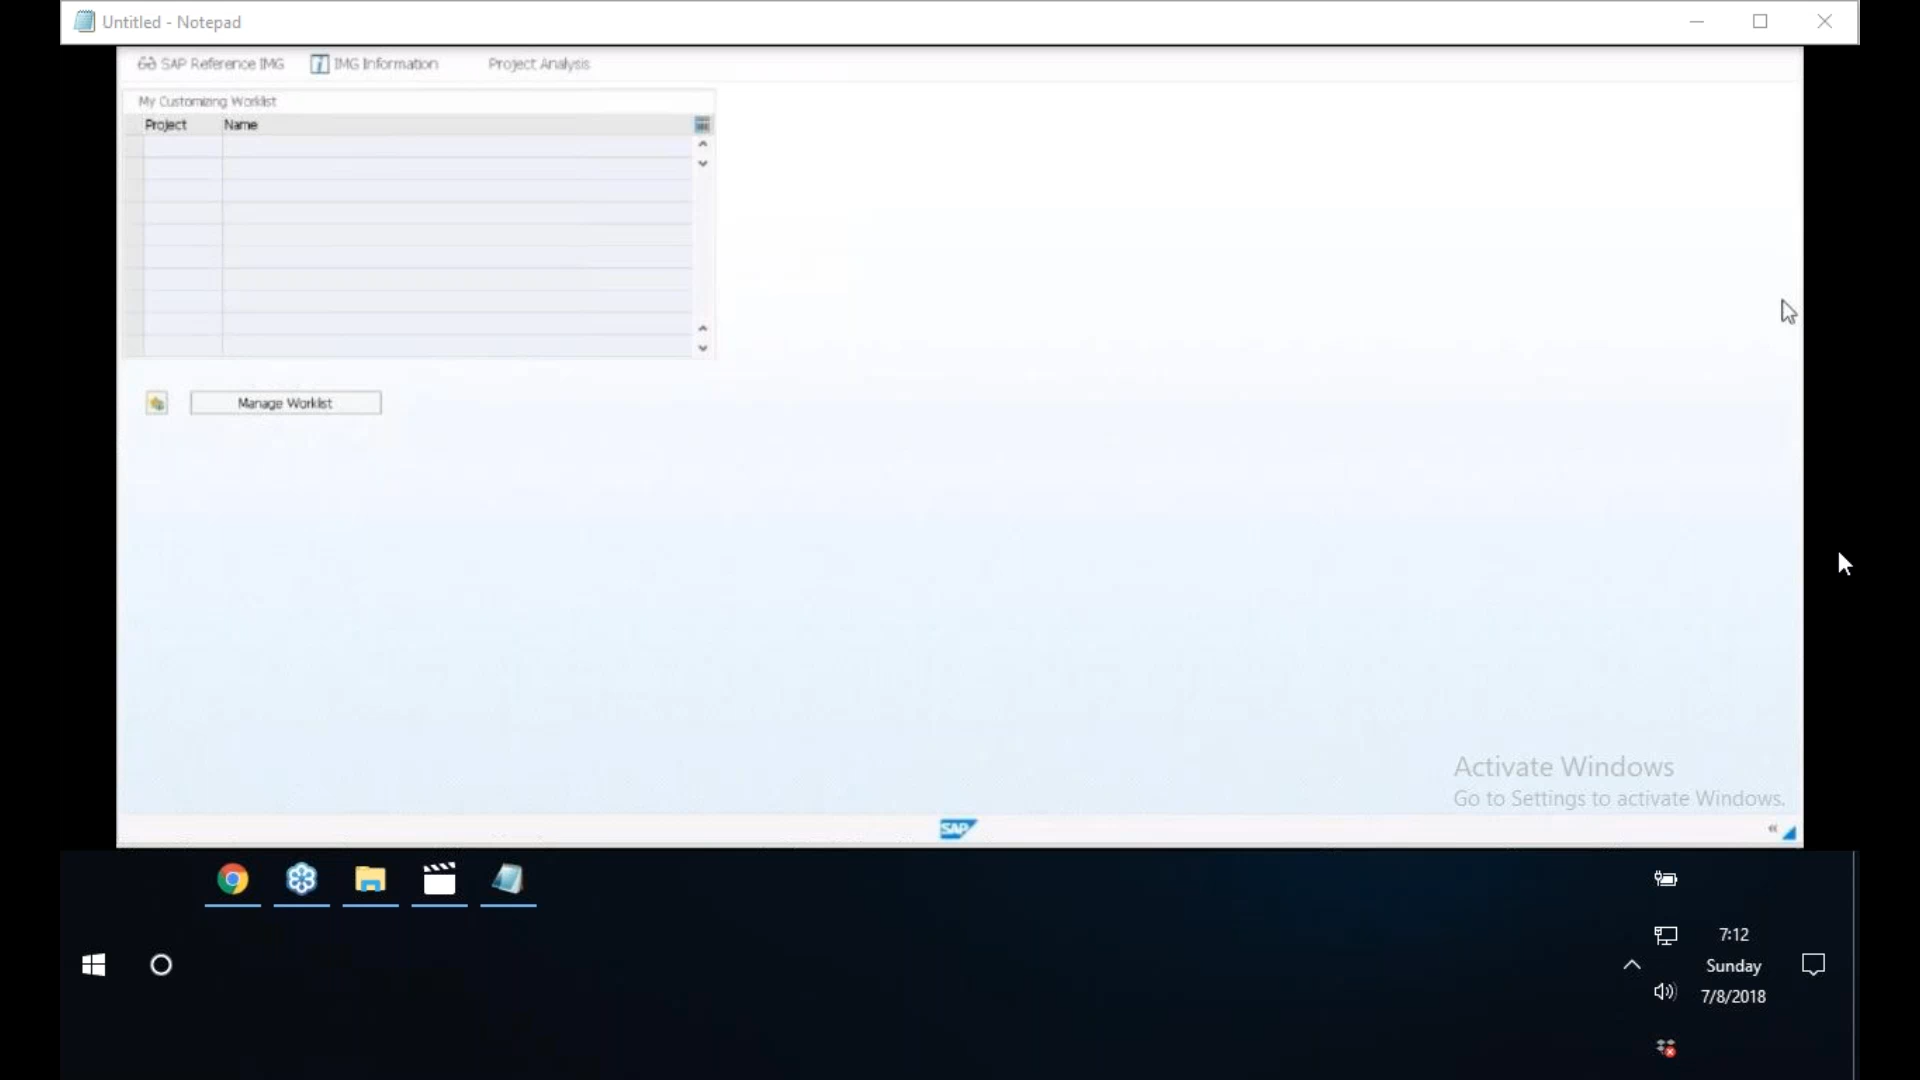 Untitled - Notepad
SAP Reference IMG IMG Information Project Analysis
My Customizing Worklist
Project Name
Manage Worklist
Activate Windows
Go to Settings to activate Windows.
SAP
7:12
Sunday
7/8/2018